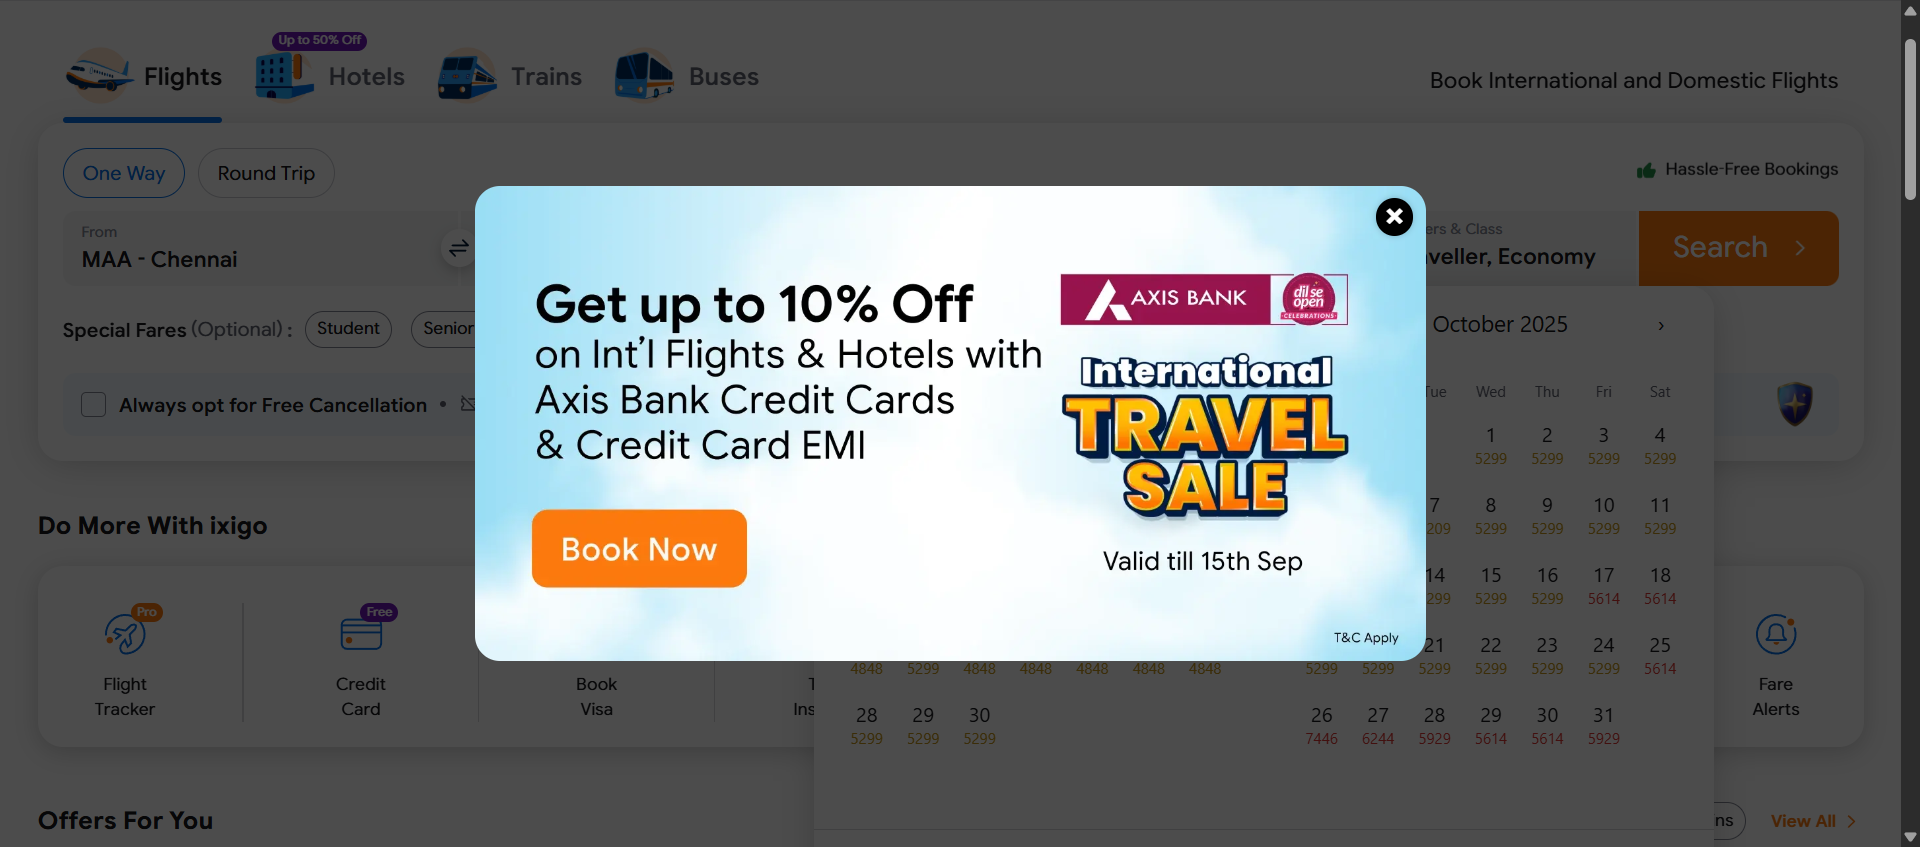 Up to 50% Off
Flights
Hotels
Trains
Buses
Book International and Domestic Flights
One Way
Round Trip
Hassle-Free Bookings
From
MAA - Chennai
& Class
Economy
Search
Special Fares (Optional) :
Student
Senior
Always opt for Free Cancellation •
Get up to 10% Off
on Int'l Flights & Hotels with
Axis Bank Credit Cards
& Credit Card EMI
Book Now
AXIS BANK
dil se
open
CELEBRATIONS
International
TRAVEL
SALE
Valid till 15th Sep
T&C Apply
October 2025
Tue Wed Thu Fri Sat
1 2 3 4
5299 5299 5299 5299
7 8 9 10 11
5299 5299 5299 5299
14 15 16 17 18
5299 5299 5614 5614
21 22 23 24 25
4848 5299 4848 4848 4848 4848 4848
5299 5299 5299 5299 5299 5299 5614
28 29 30
5299 5299 5299
26 27 28 29 30 31
7446 6244 5929 5614 5614 5929
Do More With ixigo
Pro
Flight
Tracker
Free
Credit
Card
Book
Visa
Fare
Alerts
Offers For You
View All